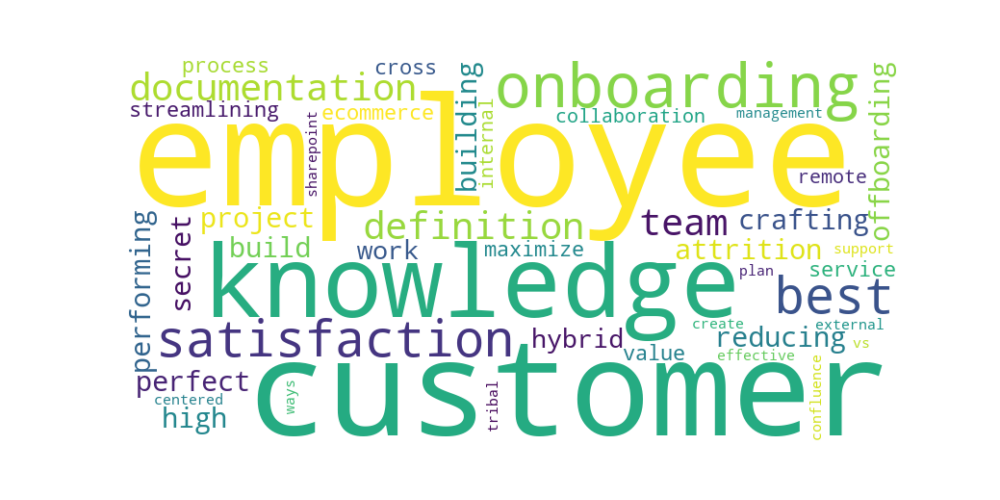 process
cross
documentation
onboarding
streamlining
ecommerce
sharepoint
building
internal
collaboration
management
offboarding
employee
remote
performing
secret
project
definition
team
crafting
build
work
maximize
attrition
support
knowledge
plan
service
best
satisfaction
hybrid
create
external
reducing
vs
value
effective
perfect
customer
centered
ways
tribal
confluence
high